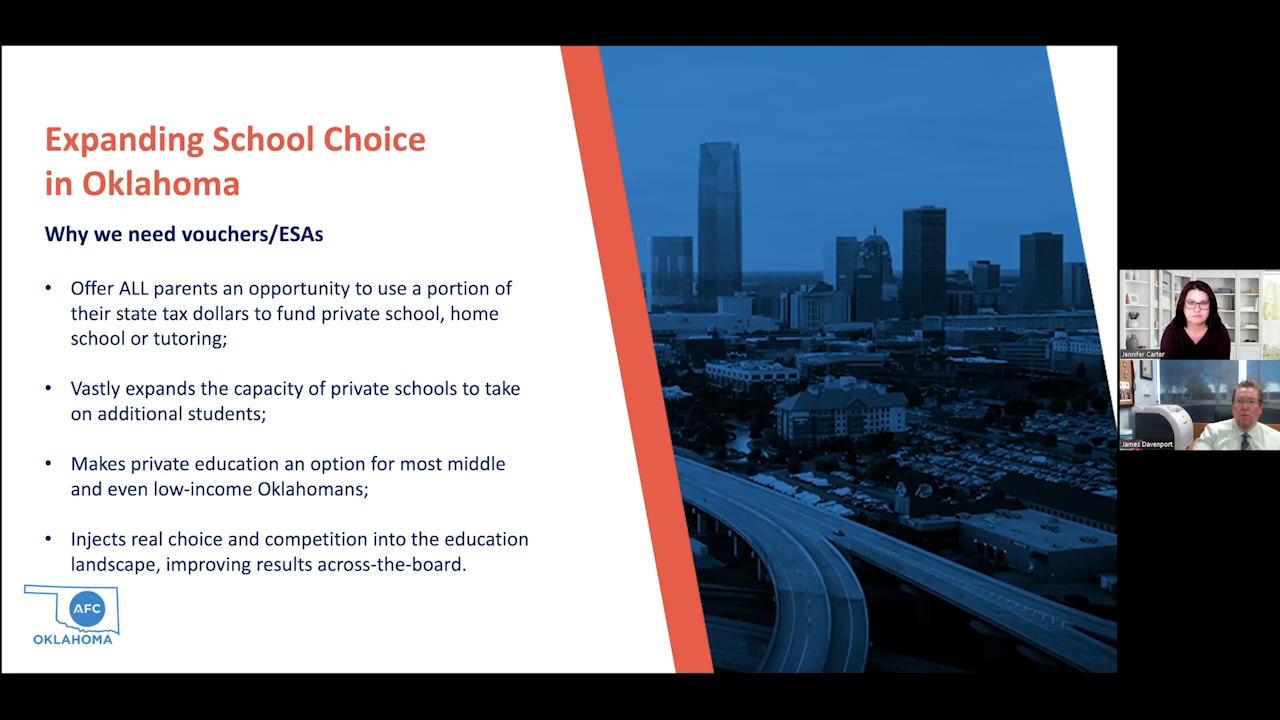 Expanding School Choice
in Oklahoma
Why we need vouchers/ESAs
• Offer ALL parents an opportunity to use a portion of
their state tax dollars to fund private school, home
school or tutoring;
• Vastly expands the capacity of private schools to take
on additional students;
• Makes private education an option for most middle
and even low-income Oklahomans;
• Injects real choice and competition into the education
landscape, improving results across-the-board.
AFC
OKLAHOMA
Jennifer Carter
James Davenport